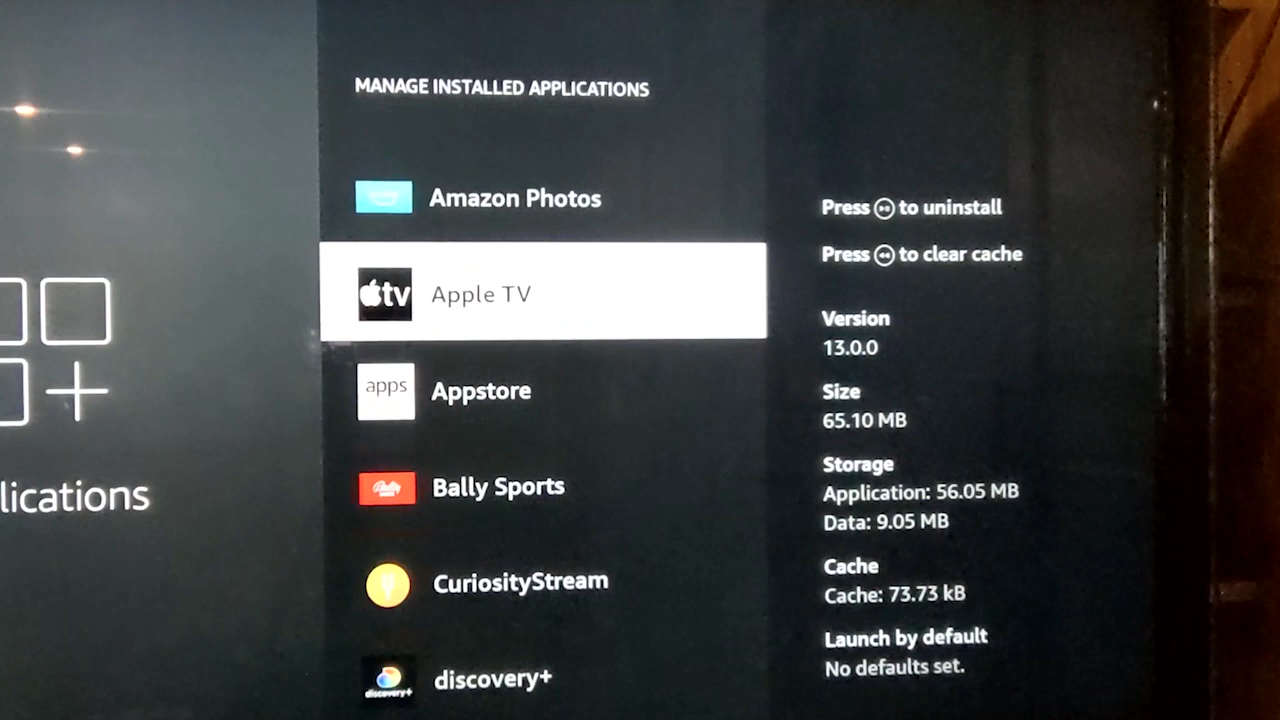 MANAGE INSTALLED APPLICATIONS
Amazon Photos
tv Apple TV
apps Appstore
Bally Sports
CuriosityStream
discovery+ discovery+
lications
Press to uninstall
Press to clear cache
Version
13.0.0
Size
65.10 MB
Storage
Application: 56.05 MB
Data: 9.05 MB
Cache
Cache: 73.73 kB
Launch by default
No defaults set.